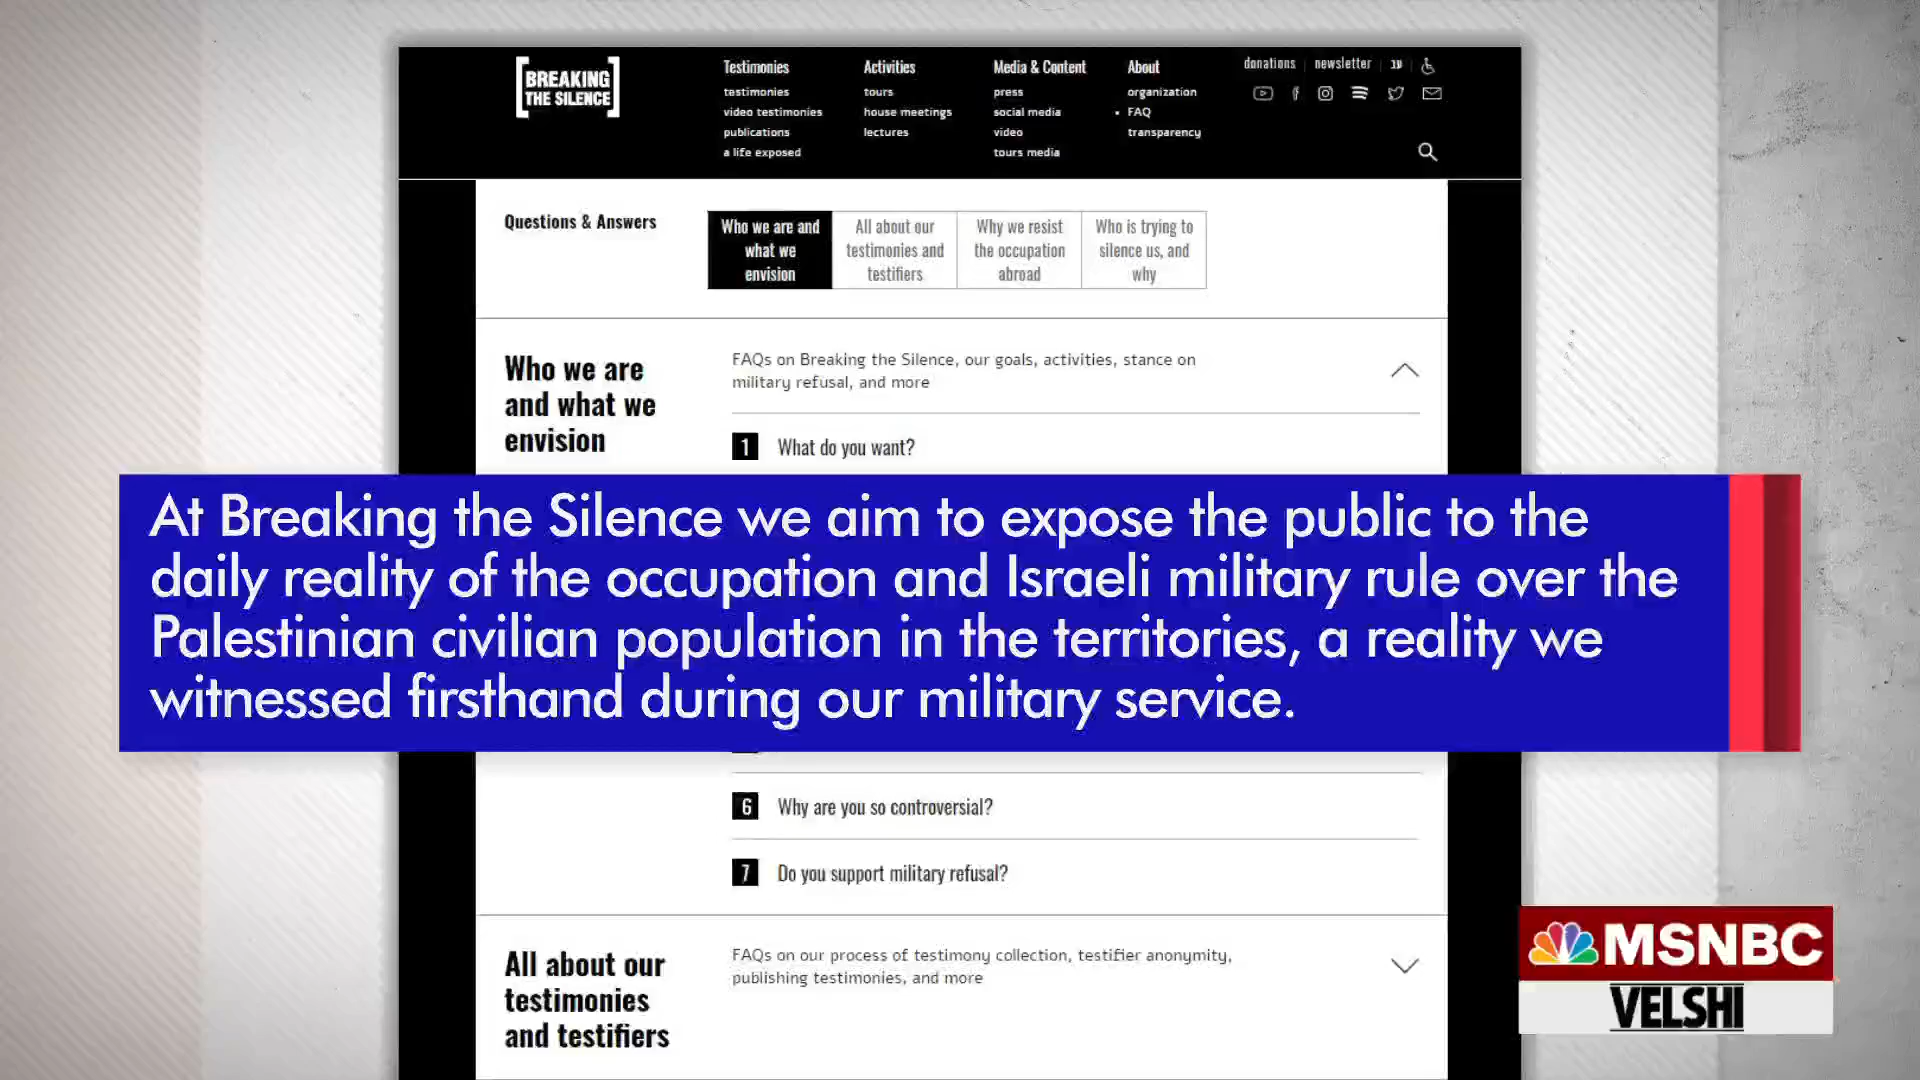 BREAKING
THE SILENCE
Testimonies
testimonies
video testimonies
publications
a life exposed
Activities
tours
house meetings
lectures
Media & Content
press
social media
video
tours media
About
organization
FAQ
transparency
donations
newsletter
Questions & Answers
Who we are and
what we
envision
All about our
testimonies and
testifiers
Why we resist
the occupation
abroad
Who is trying to
silence us, and
why
Who we are
and what we
envision
FAQs on Breaking the Silence, our goals, activities, stance on
military refusal, and more
1 What do you want?
At Breaking the Silence we aim to expose the public to the
daily reality of the occupation and Israeli military rule over the
Palestinian civilian population in the territories, a reality we
witnessed firsthand during our military service.
6 Why are you so controversial?
7 Do you support military refusal?
All about our
testimonies
and testifiers
FAQs on our process of testimony collection, testifier anonymity,
publishing testimonies, and more
MSNBC
VELSHI